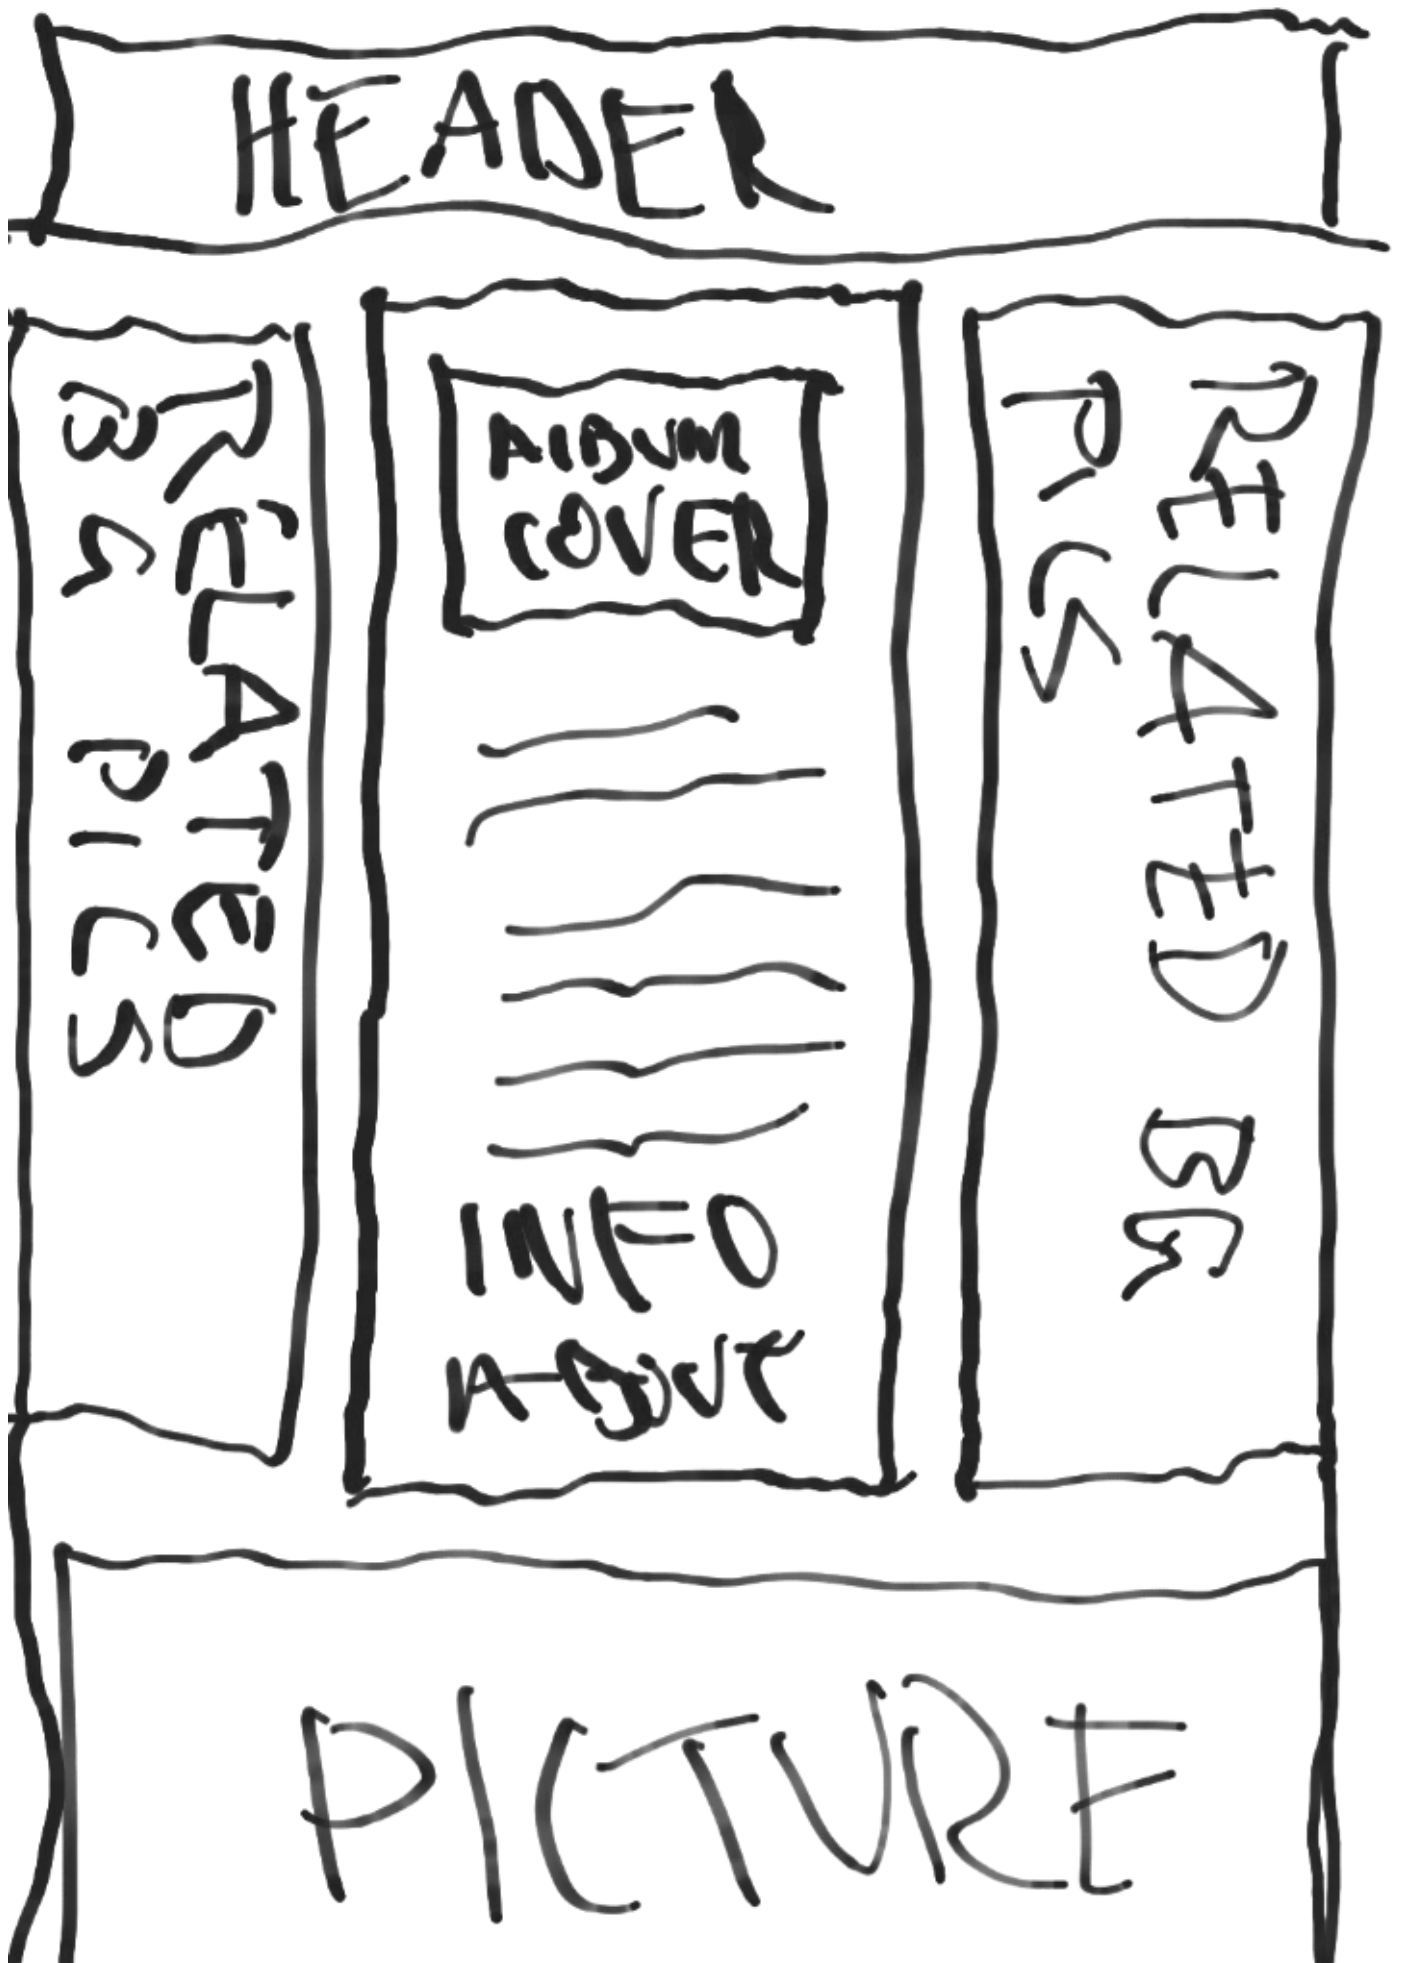 HEADER
RELATED
BG PICS
ALBUM
COVER
INFO
ABOUT
RELATED BG
PICS
PICTURE